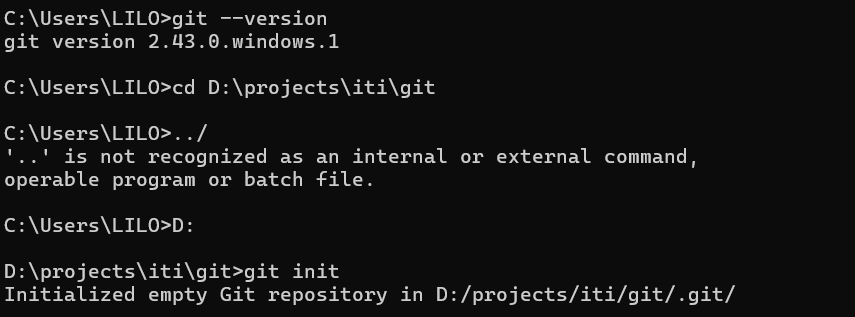 C:\Users\LILO>git --version
git version 2.43.0.windows.1
C:\Users\LILO>cd D:\projects\iti\git
C:\Users\LILO>../
'..' is not recognized as an internal or external command,
operable program or batch file.
C:\Users\LILO>D:
D:\projects\iti\git>git init
Initialized empty Git repository in D:/projects/iti/git/.git/